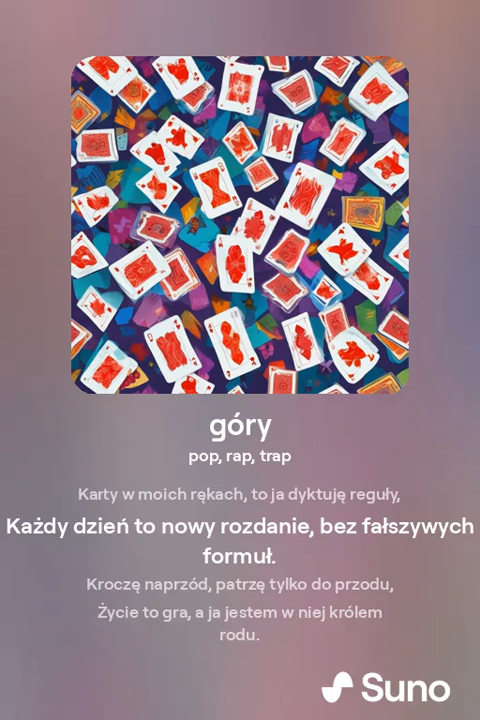 góry
pop, rap, trap
Karty w moich rękach, to ja dyktuję reguły,
Każdy dzień to nowy rozdanie, bez fałszywych
formuł.
Kroczę naprzód, patrzę tylko do przodu,
Życie to gra, a ja jestem w niej królem
rodu.
Suno